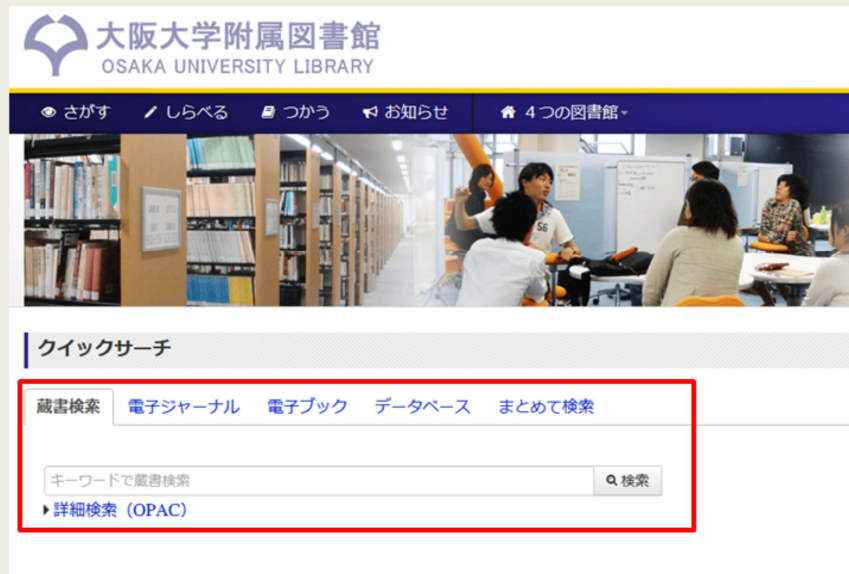 大阪大学附属図書館
OSAKA UNIVERSITY LIBRARY
さがす しらべる つかう お知らせ 4つの図書館
56
クイックサーチ
蔵書検索 電子ジャーナル 電子ブック データベース まとめて検索
キーワードで蔵書検索 検索
詳細検索（OPAC）